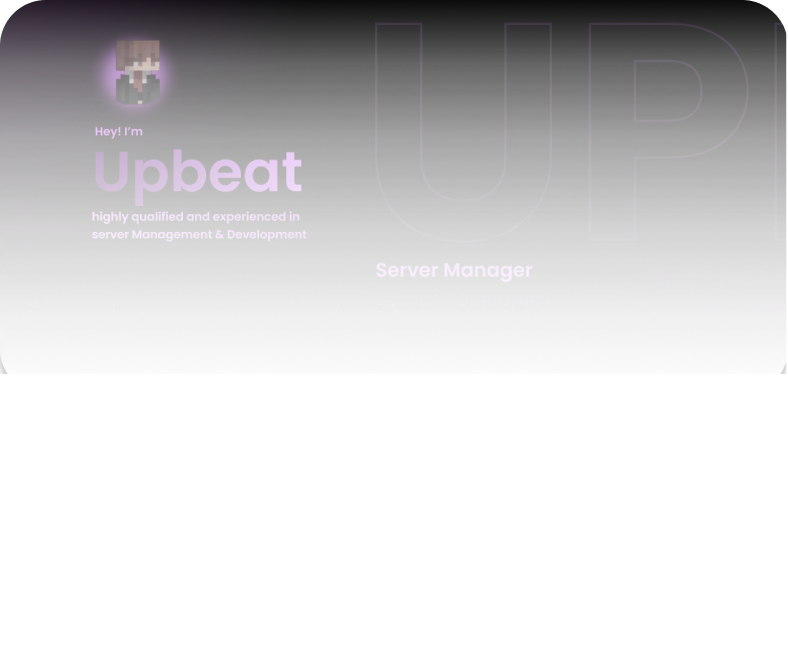 Hey! I'm
Upbeat
highly qualified and experienced in
server Management & Development
UP
Server Manager